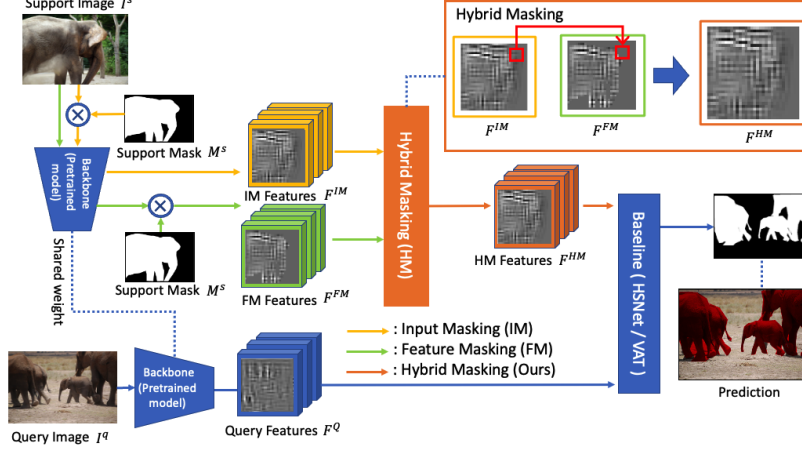 Support Image I^s
Hybrid Masking
F^IM
F^FM
F^HM
Support Mask M^s
Backbone
(Pretrained
model)
IM Features F^IM
Hybrid Masking (HM)
Support Mask M^s
FM Features F^FM
HM Features F^HM
Baseline ( HSNet / VAT )
Shared weight
: Input Masking (IM)
: Feature Masking (FM)
: Hybrid Masking (Ours)
Backbone
(Pretrained
model)
Prediction
Query Image I^q
Query Features F^Q